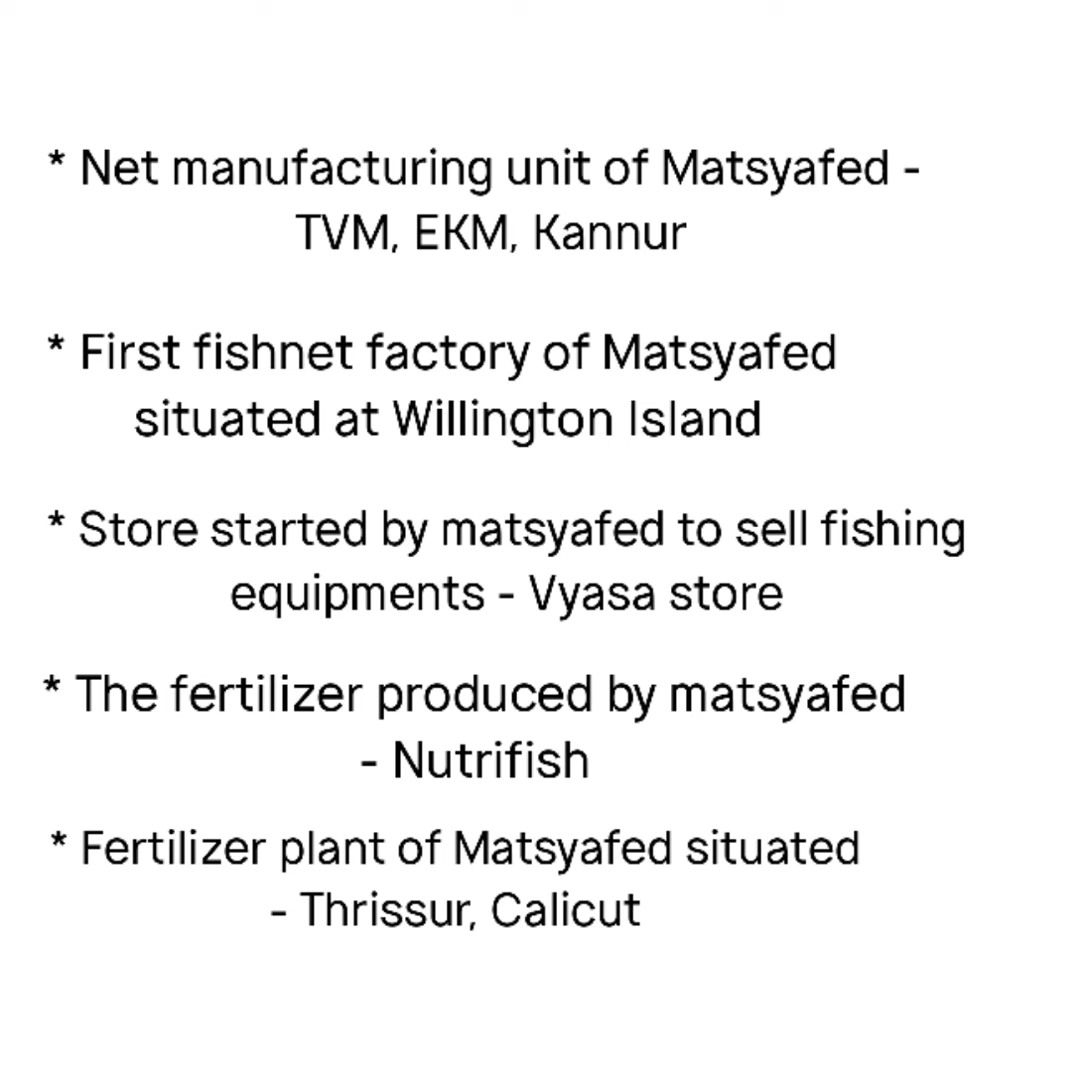 * Net manufacturing unit of Matsyafed -
TVM, EKM, Kannur
* First fishnet factory of Matsyafed
situated at Willington Island
* Store started by matsyafed to sell fishing
equipments - Vyasa store
* The fertilizer produced by matsyafed
- Nutrifish
* Fertilizer plant of Matsyafed situated
- Thrissur, Calicut